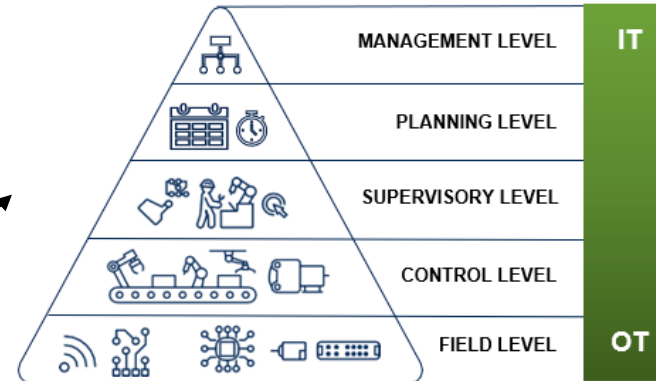 MANAGEMENT LEVEL
IT
PLANNING LEVEL
SUPERVISORY LEVEL
CONTROL LEVEL
FIELD LEVEL
OT